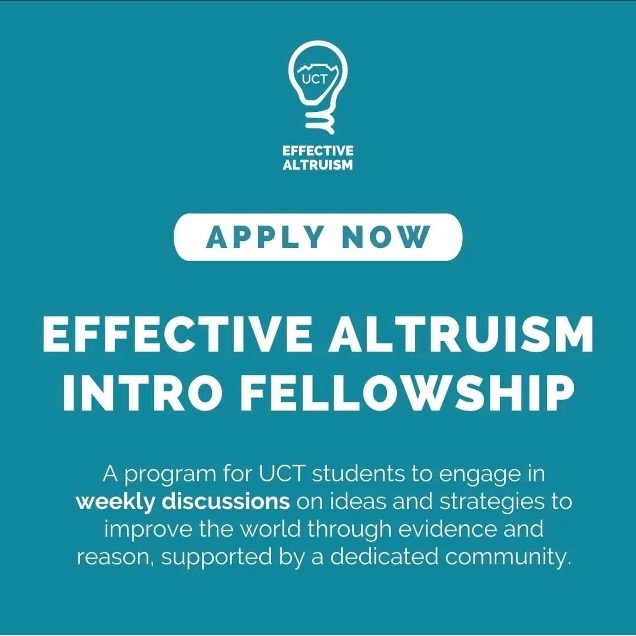 UCT
EFFECTIVE
ALTRUISM
APPLY NOW
EFFECTIVE ALTRUISM
INTRO FELLOWSHIP
A program for UCT students to engage in
weekly discussions on ideas and strategies to
improve the world through evidence and
reason, supported by a dedicated community.